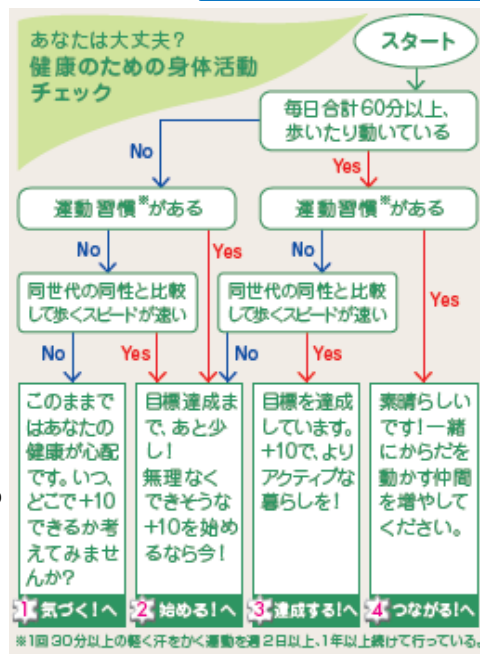 あなたは大丈夫?
健康のための身体活動
チェック
スタート
毎日合計60分以上、
歩いたり動いている
No
Yes
運動習慣※がある
運動習慣※がある
No
Yes
No
Yes
同世代の同性と比較
して歩くスピードが速い
同世代の同性と比較
して歩くスピードが速い
No
Yes
No
Yes
このままで
はあなたの
健康が心配
です。いつ、
どこで+10
できるか考
えてみませ
んか?
1 気づく!へ
目標達成ま
で、あと少
し!
無理なく
できそうな
+10を始め
るなら今!
2 始める!へ
目標を達成
しています。
+10で、より
アクティブな
暮らしを!
3 達成する!へ
素晴らしい
です!一緒
にからだを
動かす仲間
を増やして
ください。
4 つながる!へ
※1回30分以上の軽く汗をかく運動を週2日以上、1年以上続けて行っている。